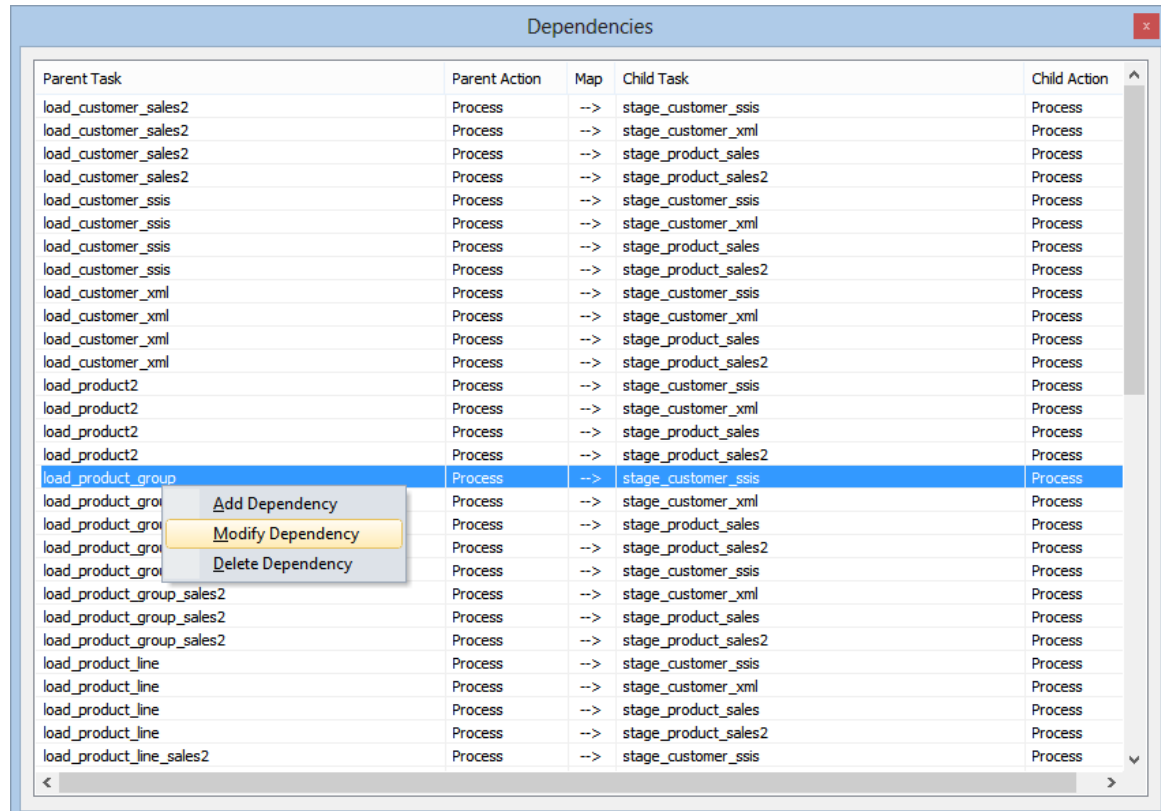 Dependencies
x
Parent Task Parent Action Map Child Task Child Action
load_customer_sales2 Process --> stage_customer_ssis Process
load_customer_sales2 Process --> stage_customer_xml Process
load_customer_sales2 Process --> stage_product_sales Process
load_customer_sales2 Process --> stage_product_sales2 Process
load_customer_ssis Process --> stage_customer_ssis Process
load_customer_ssis Process --> stage_customer_xml Process
load_customer_ssis Process --> stage_product_sales Process
load_customer_ssis Process --> stage_product_sales2 Process
load_customer_xml Process --> stage_customer_ssis Process
load_customer_xml Process --> stage_customer_xml Process
load_customer_xml Process --> stage_product_sales Process
load_customer_xml Process --> stage_product_sales2 Process
load_product2 Process --> stage_customer_ssis Process
load_product2 Process --> stage_customer_xml Process
load_product2 Process --> stage_product_sales Process
load_product2 Process --> stage_product_sales2 Process
load_product_group Process --> stage_customer_ssis Process
load_product_grou Process --> stage_customer_xml Process
Add Dependency
load_product_grou Process --> stage_product_sales Process
Modify Dependency
load_product_grou Process --> stage_product_sales2 Process
Delete Dependency
load_product_grou Process --> stage_customer_ssis Process
load_product_group_sales2 Process --> stage_customer_xml Process
load_product_group_sales2 Process --> stage_product_sales Process
load_product_group_sales2 Process --> stage_product_sales2 Process
load_product_line Process --> stage_customer_ssis Process
load_product_line Process --> stage_customer_xml Process
load_product_line Process --> stage_product_sales Process
load_product_line Process --> stage_product_sales2 Process
load_product_line_sales2 Process --> stage_customer_ssis Process